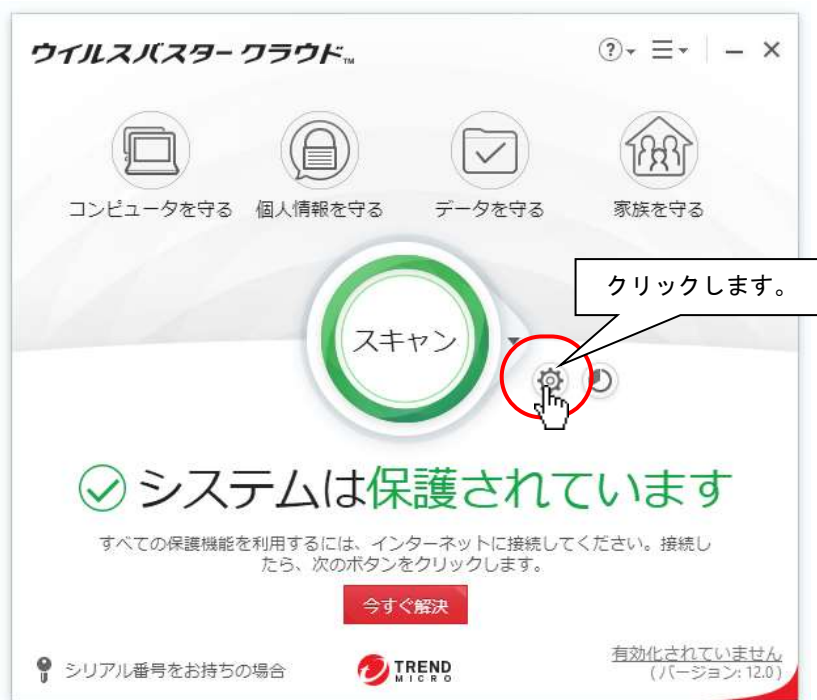 ウイルスバスター クラウド™
コンピュータを守る
個人情報を守る
データを守る
家族を守る
クリックします。
スキャン
システムは保護されています
すべての保護機能を利用するには、インターネットに接続してください。接続し
たら、次のボタンをクリックします。
今すぐ解決
シリアル番号をお持ちの場合
TREND
MICRO
有効化されていません
(バージョン: 12.0)